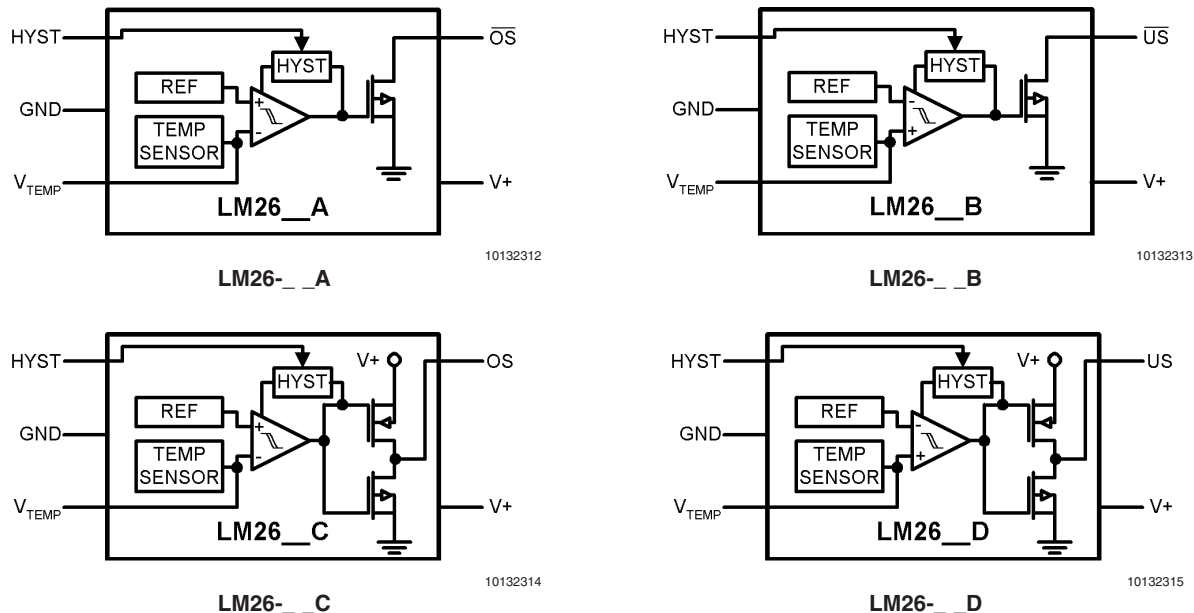 HYST
OS
HYST
REF
+
GND
TEMP
SENSOR
-
VTEMP
V+
LM26__A
10132312
LM26-_ _A
HYST
US
HYST
REF
-
GND
TEMP
SENSOR
+
VTEMP
V+
LM26__B
10132313
LM26-_ _B
HYST
V+
OS
HYST
REF
+
GND
TEMP
SENSOR
-
VTEMP
V+
LM26__C
10132314
LM26-_ _C
HYST
V+
US
HYST
REF
-
GND
TEMP
SENSOR
+
VTEMP
V+
LM26__D
10132315
LM26-_ _D